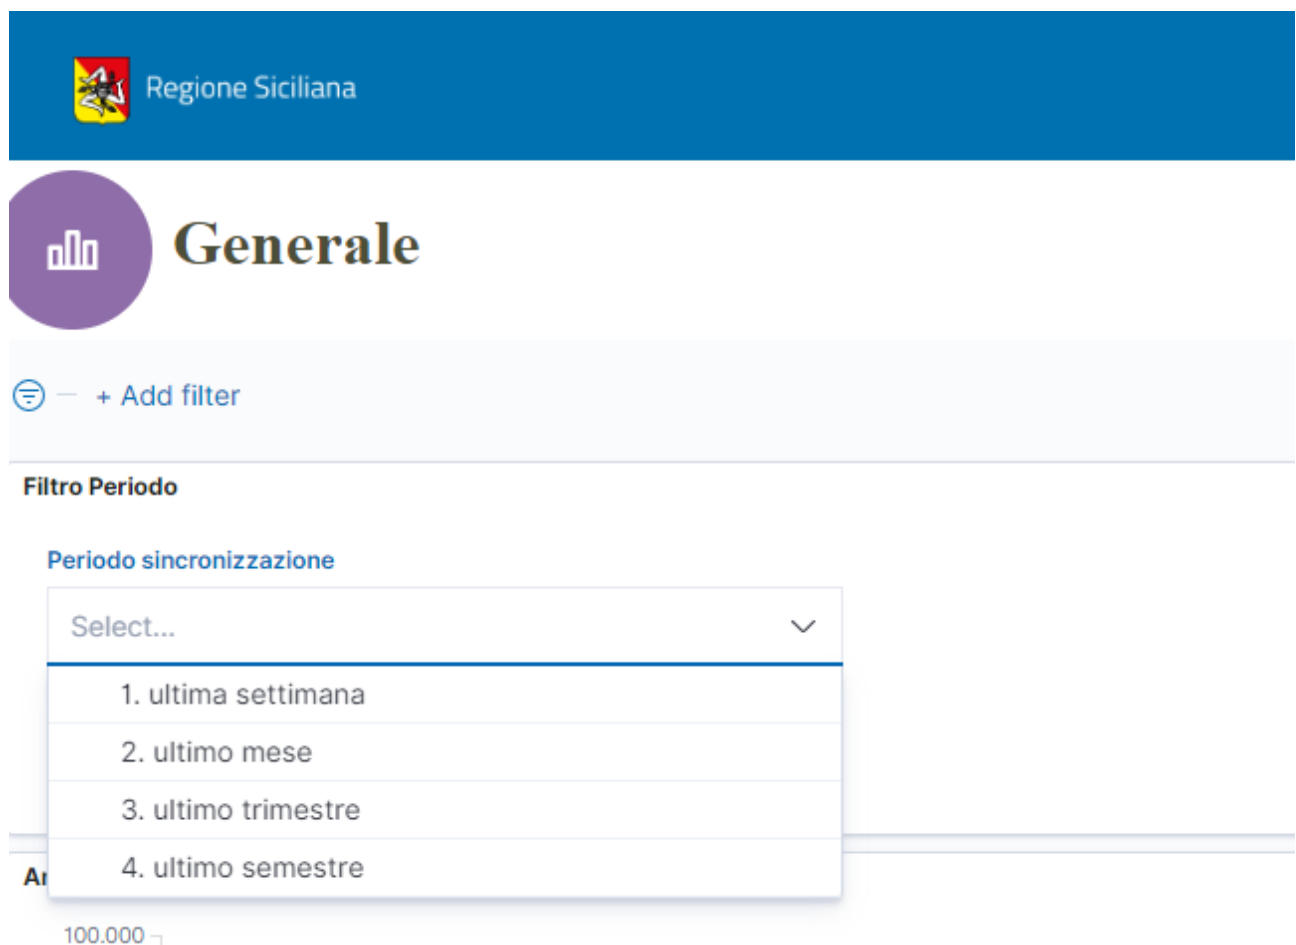 Regione Siciliana
Generale
+ Add filter
Filtro Periodo
Periodo sincronizzazione
Select...
1. ultima settimana
2. ultimo mese
3. ultimo trimestre
4. ultimo semestre
100.000